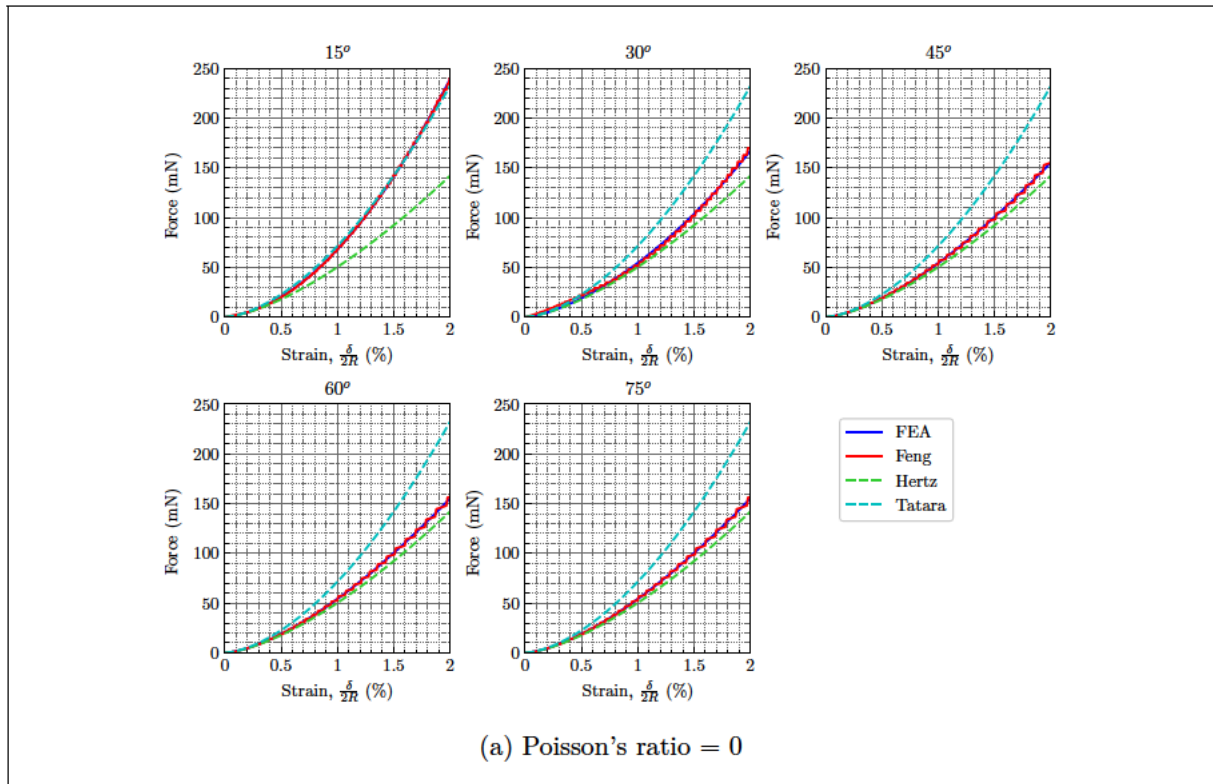 15° 30° 45°
250 250 250
200 200 200
150 150 150
100 100 100
50 50 50
0 0 0
Force (mN) Force (mN) Force (mN)
0 0.5 1 1.5 2 0 0.5 1 1.5 2 0 0.5 1 1.5 2
Strain, δ/2R (%) Strain, δ/2R (%) Strain, δ/2R (%)
60° 75°
250 250
200 200
150 150
100 100
50 50
0 0
Force (mN) Force (mN)
0 0.5 1 1.5 2 0 0.5 1 1.5 2
Strain, δ/2R (%) Strain, δ/2R (%)
FEA
Feng
Hertz
Tatara
(a) Poisson's ratio = 0